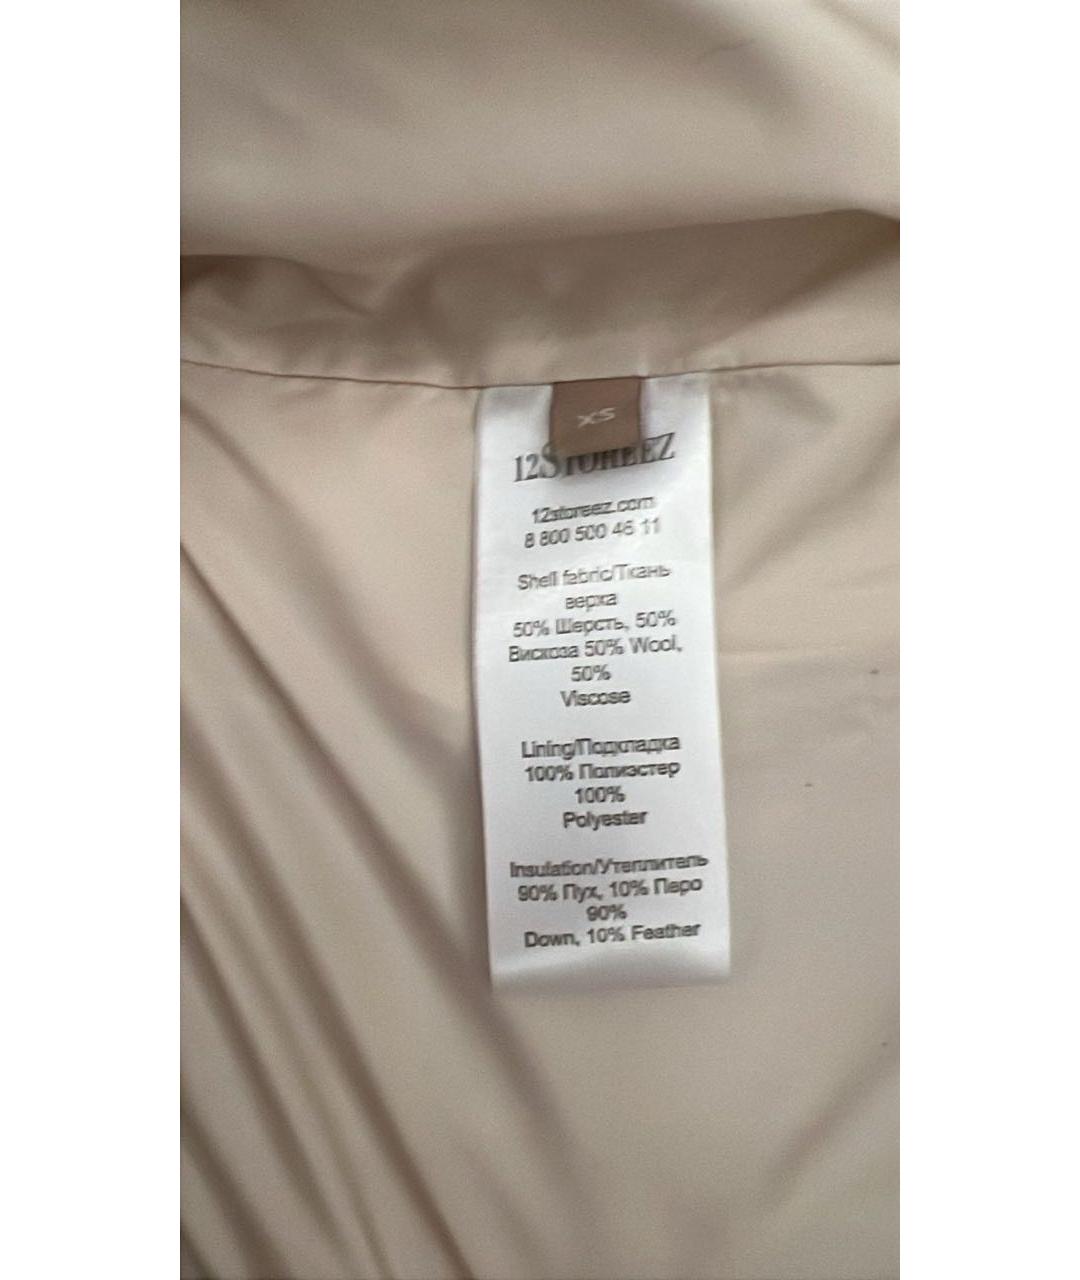 XS
12STOREEZ
12storeez.com
8 800 500 46 11
Shell fabric/Ткань
верха
50% Шерсть, 50%
Вискоза 50% Wool,
50%
Viscose
Lining/Подкладка
100% Полиэстер
100%
Polyester
Insulation/Утеплитель
90% Пух, 10% Перо
90%
Down, 10% Feather